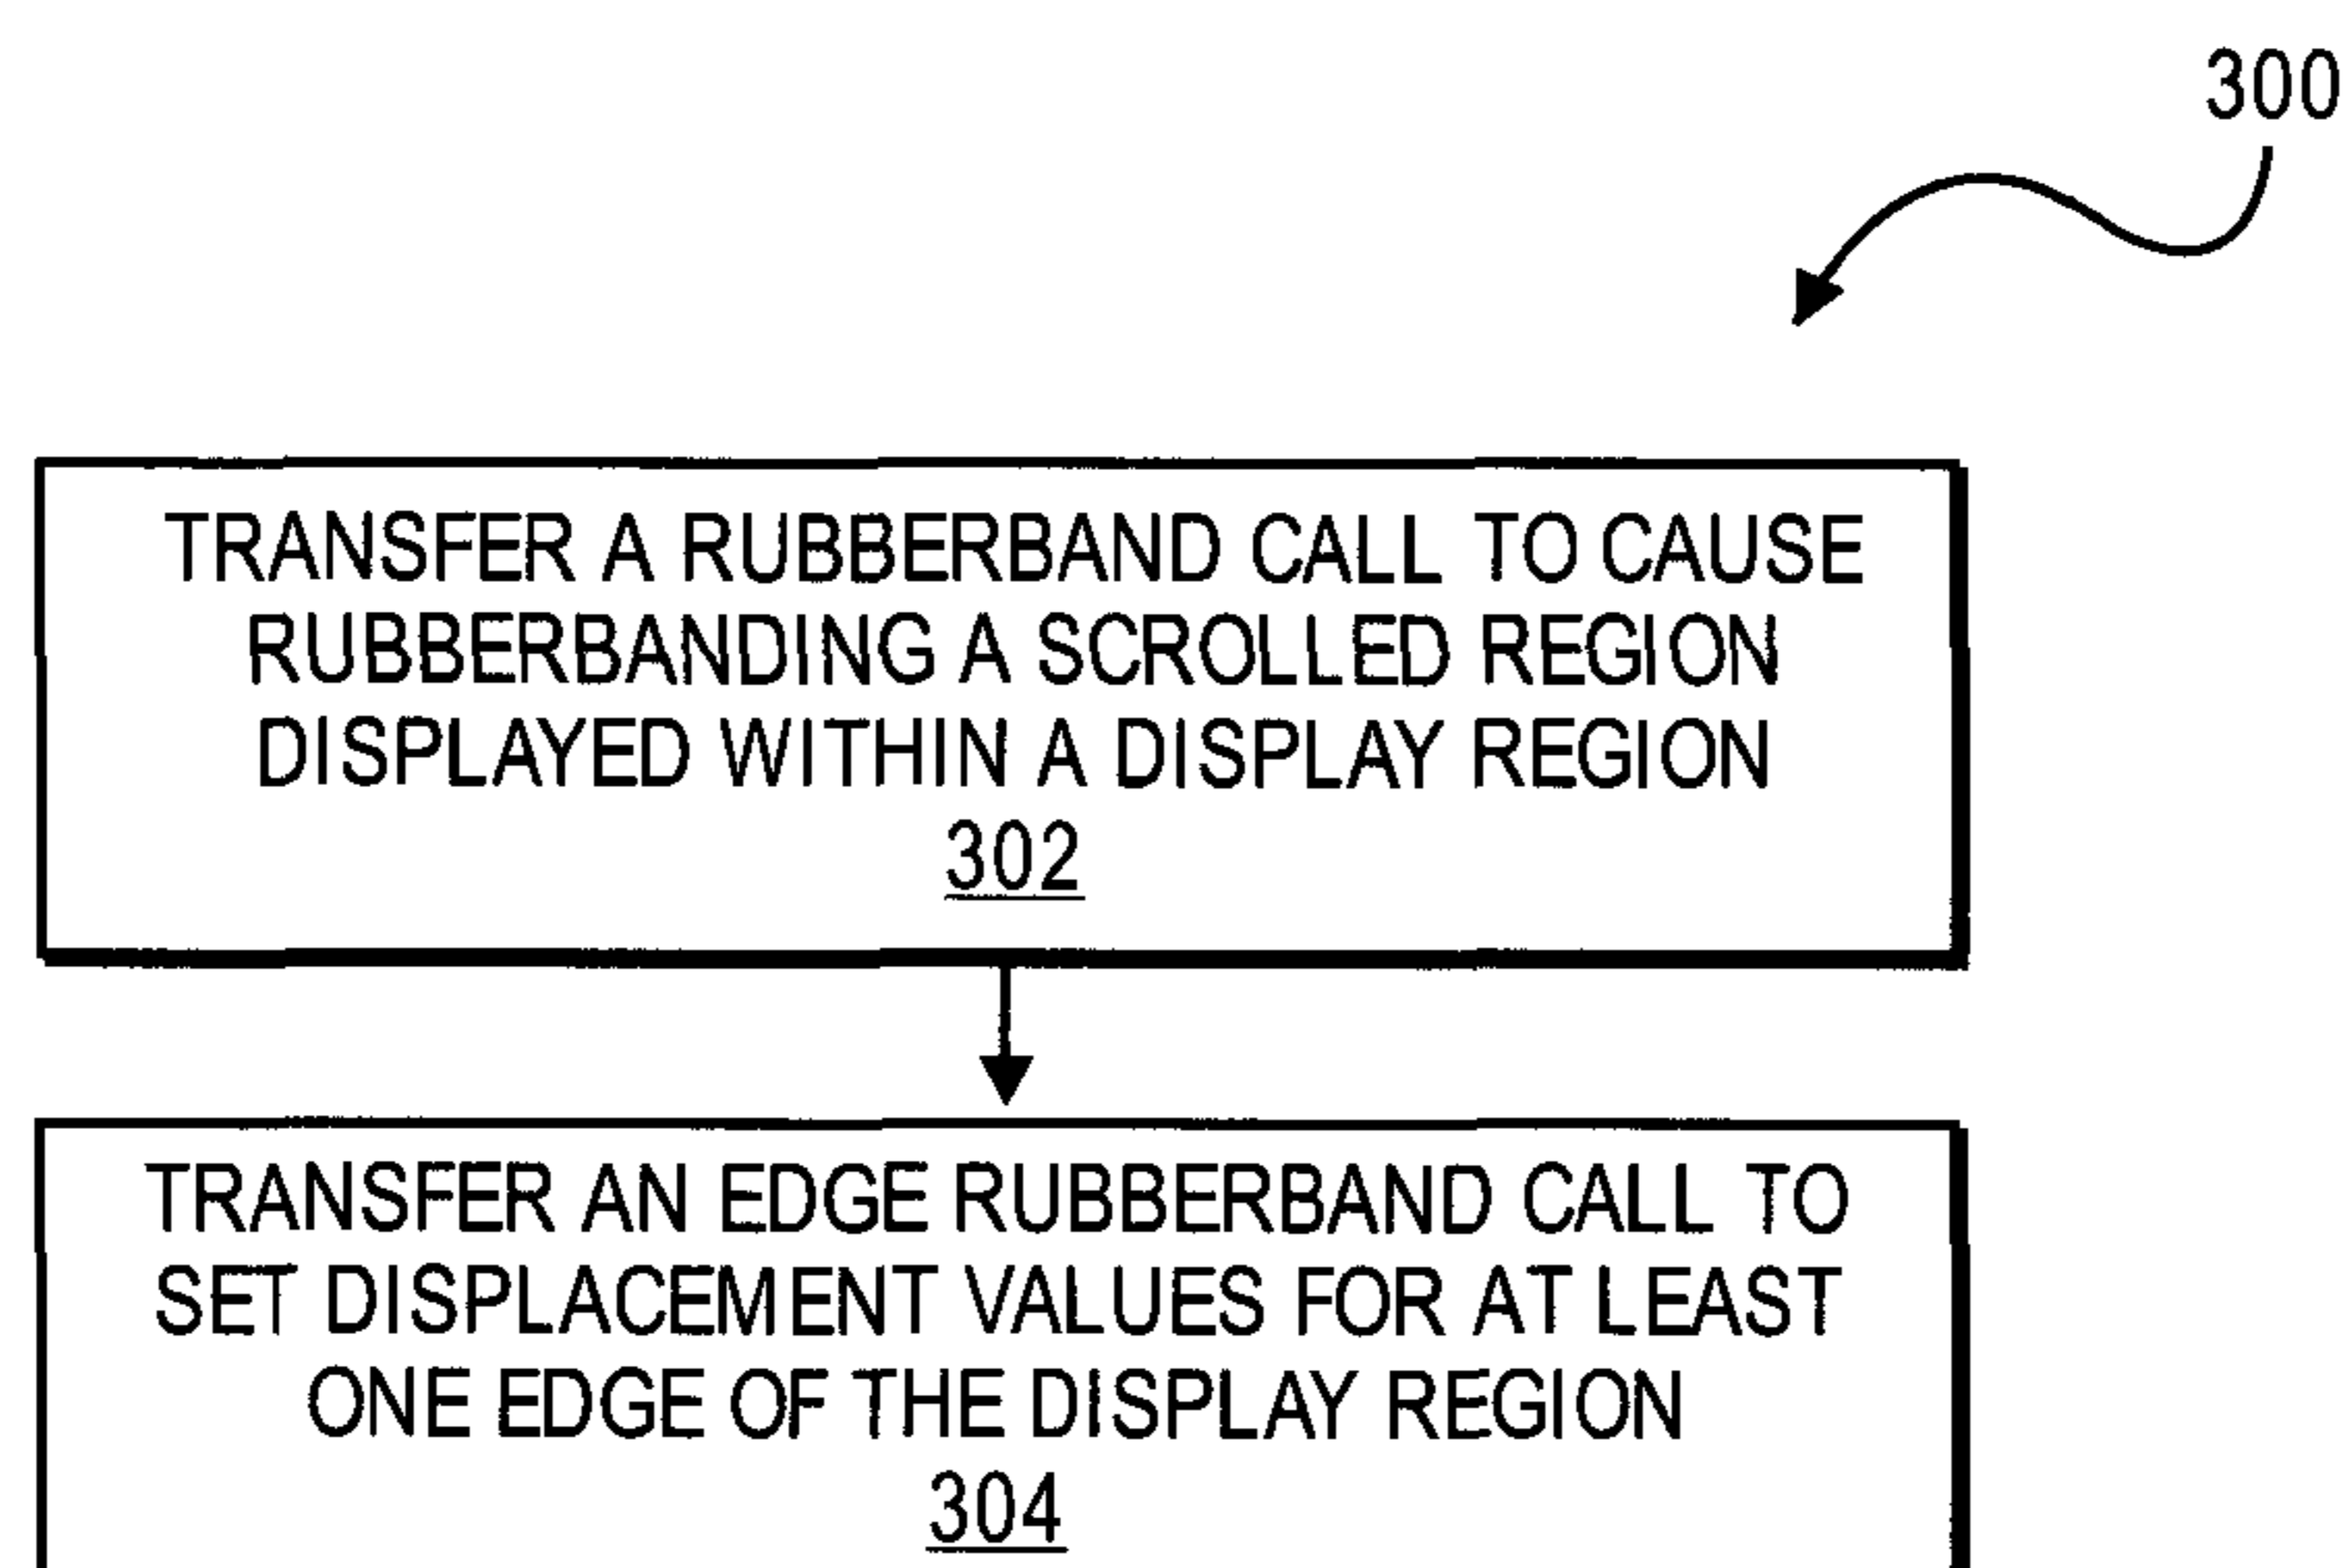 300
TRANSFER A RUBBERBAND CALL TO CAUSE
RUBBERBANDING A SCROLLED REGION
DISPLAYED WITHIN A DISPLAY REGION
302
TRANSFER AN EDGE RUBBERBAND CALL TO
SET DISPLACEMENT VALUES FOR AT LEAST
ONE EDGE OF THE DISPLAY REGION
304